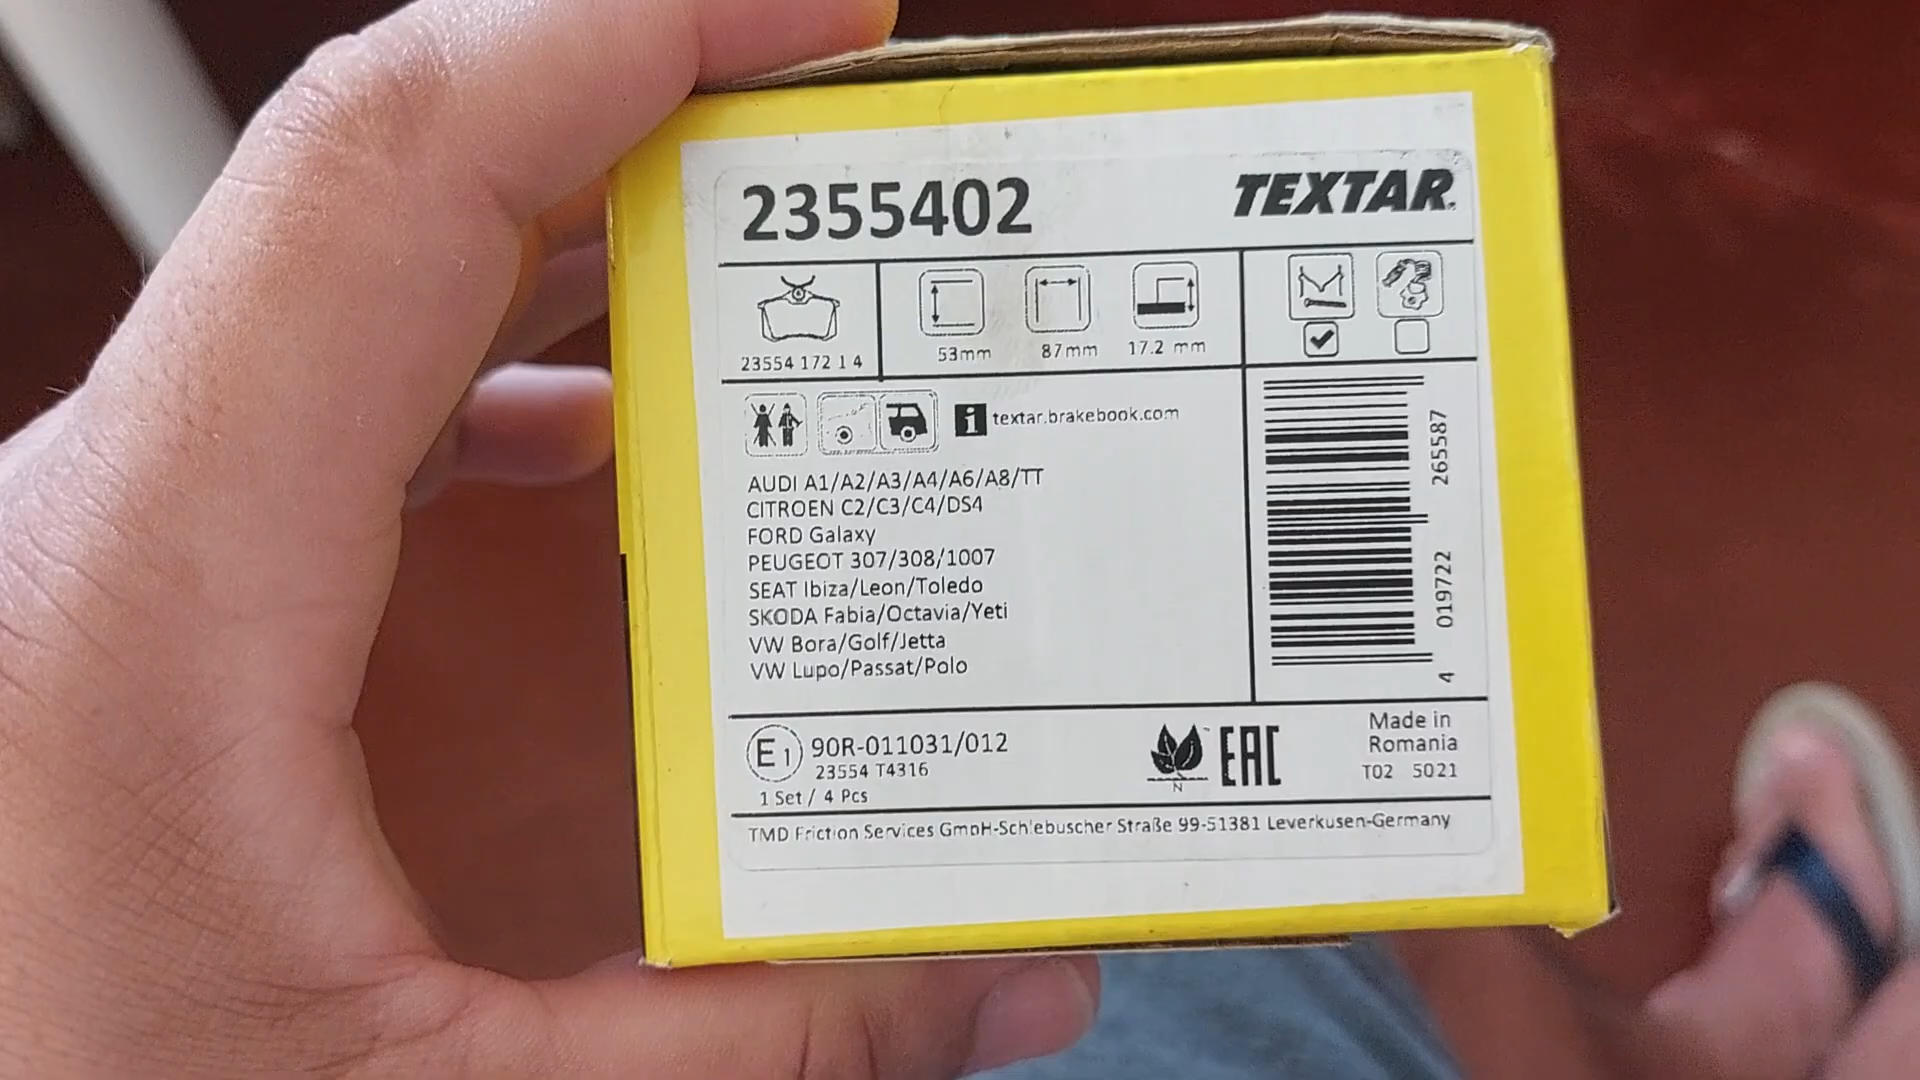 2355402
TEXTAR
23554 172 1 4
53mm
87mm
17.2 mm
i textar.brakebook.com
AUDI A1/A2/A3/A4/A6/A8/TT
CITROEN C2/C3/C4/DS4
FORD Galaxy
PEUGEOT 307/308/1007
SEAT Ibiza/Leon/Toledo
SKODA Fabia/Octavia/Yeti
VW Bora/Golf/Jetta
VW Lupo/Passat/Polo
4 019722 265587
E1 90R-011031/012
23554 T4316
1 Set / 4 Pcs
N
EAC
Made in
Romania
T02 5021
TMD Friction Services GmbH-Schlebuscher Straße 99-51381 Leverkusen-Germany